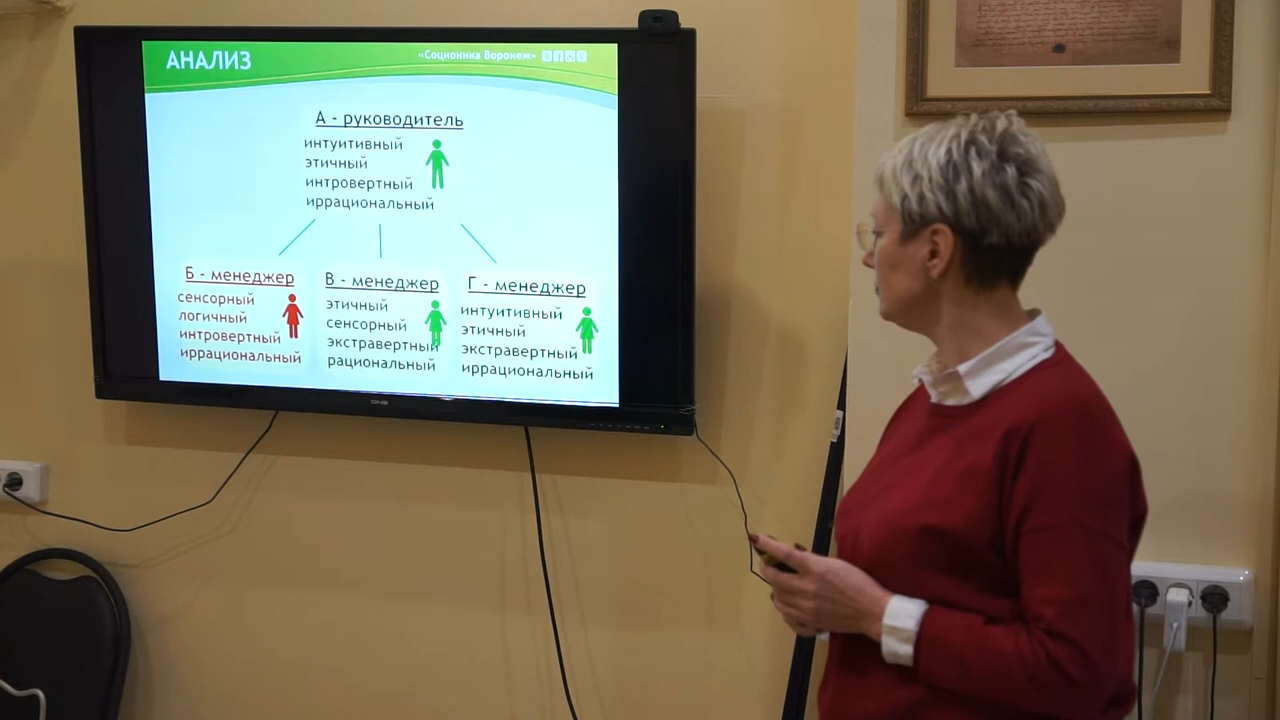 АНАЛИЗ
«Соционика Воронеж»
А - руководитель
интуитивный
этичный
интровертный
иррациональный
Б - менеджер
сенсорный
логичный
интровертный
иррациональный
В - менеджер
этичный
сенсорный
экстравертный
рациональный
Г - менеджер
интуитивный
этичный
экстравертный
иррациональный